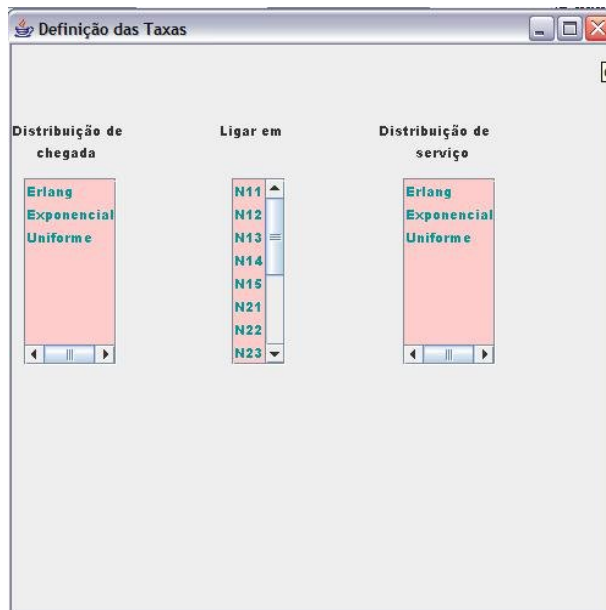 Definição das Taxas
Distribuição de
chegada
Ligar em
Distribuição de
serviço
Erlang
Exponencial
Uniforme
N11
N12
N13
N14
N15
N21
N22
N23
Erlang
Exponencial
Uniforme